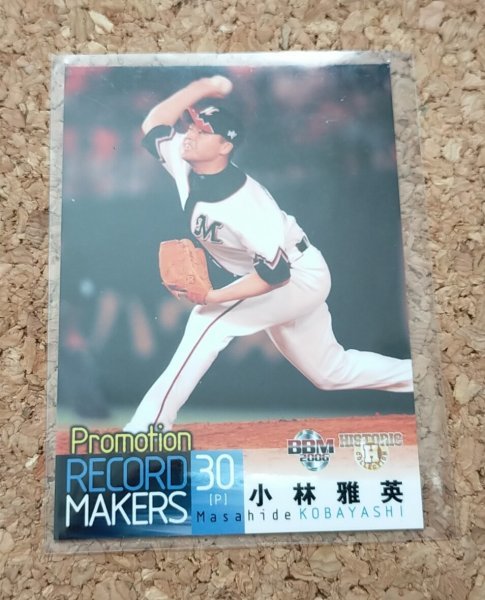 M
Promotion
RECORD
MAKERS
30
[P]
BBM
2006
HISTORIC
H
小林雅英
Masahide KOBAYASHI